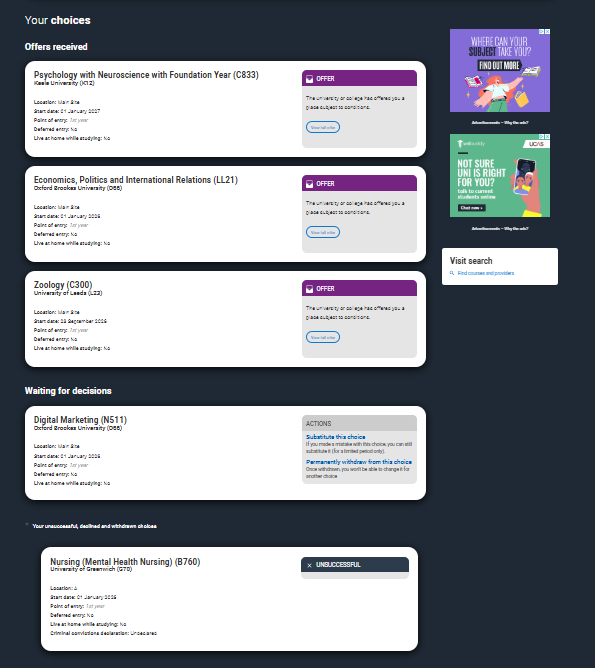 Your choices
Offers received
Psychology with Neuroscience with Foundation Year (C833)
Keele University (K12)
Location: Main Site
Start date: 01 January 2027
Point of entry: 1st year
Deferred entry: No
Live at home while studying: No
OFFER
The university or college has offered you a
place subject to conditions.
View full offer
Economics, Politics and International Relations (LL21)
Oxford Brookes University (O66)
Location: Main Site
Start date: 01 January 2026
Point of entry: 1st year
Deferred entry: No
Live at home while studying: No
OFFER
The university or college has offered you a
place subject to conditions.
View full offer
Zoology (C300)
University of Leeds (L23)
Location: Main Site
Start date: 28 September 2026
Point of entry: 1st year
Deferred entry: No
Live at home while studying: No
OFFER
The university or college has offered you a
place subject to conditions.
View full offer
Waiting for decisions
Digital Marketing (N511)
Oxford Brookes University (O66)
Location: Main Site
Start date: 01 January 2026
Point of entry: 1st year
Deferred entry: No
Live at home while studying: No
ACTIONS
Substitute this choice
If you made a mistake with this choice, you can still
substitute it (for a limited period only).
Permanently withdraw from this choice
Once withdrawn, you won't be able to change it for
another choice
Your unsuccessful, declined and withdrawn choices
Nursing (Mental Health Nursing) (B760)
University of Greenwich (G70)
Location: A
Start date: 01 January 2026
Point of entry: 1st year
Deferred entry: No
Live at home while studying: No
Criminal convictions declaration: Undeclared
UNSUCCESSFUL
WHERE CAN YOUR
SUBJECT TAKE YOU?
FIND OUT MORE
Advertisements – Why the ads?
unibuddy
UCAS
NOT SURE
UNI IS RIGHT
FOR YOU?
talk to current
students online
Chat now >
Advertisements – Why the ads?
Visit search
Find courses and providers